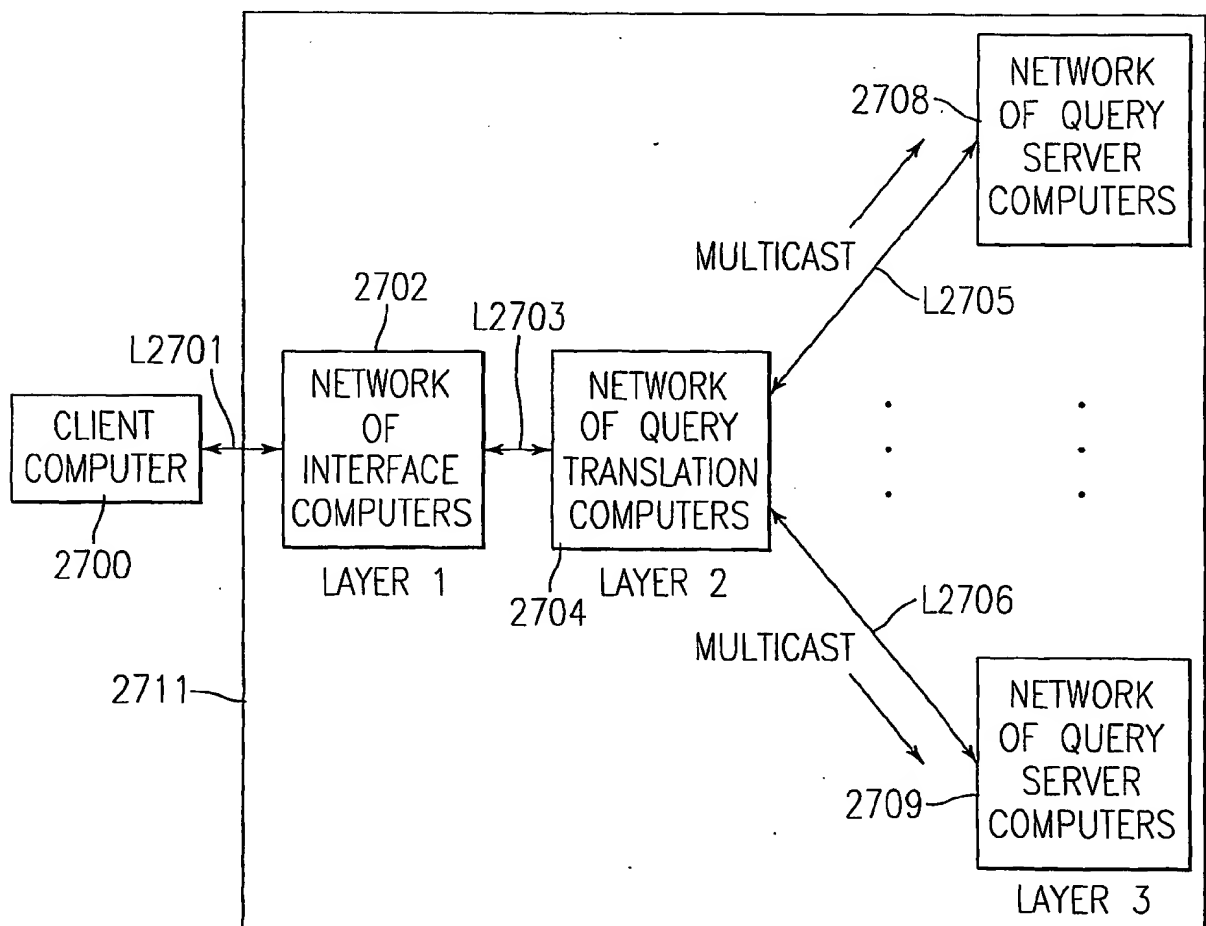 2708
NETWORK
OF QUERY
SERVER
COMPUTERS
MULTICAST
L2705
2702
L2703
L2701
NETWORK
OF
INTERFACE
COMPUTERS
NETWORK
OF QUERY
TRANSLATION
COMPUTERS
CLIENT
COMPUTER
2700
LAYER 1
2704
LAYER 2
L2706
MULTICAST
2711
2709
NETWORK
OF QUERY
SERVER
COMPUTERS
LAYER 3